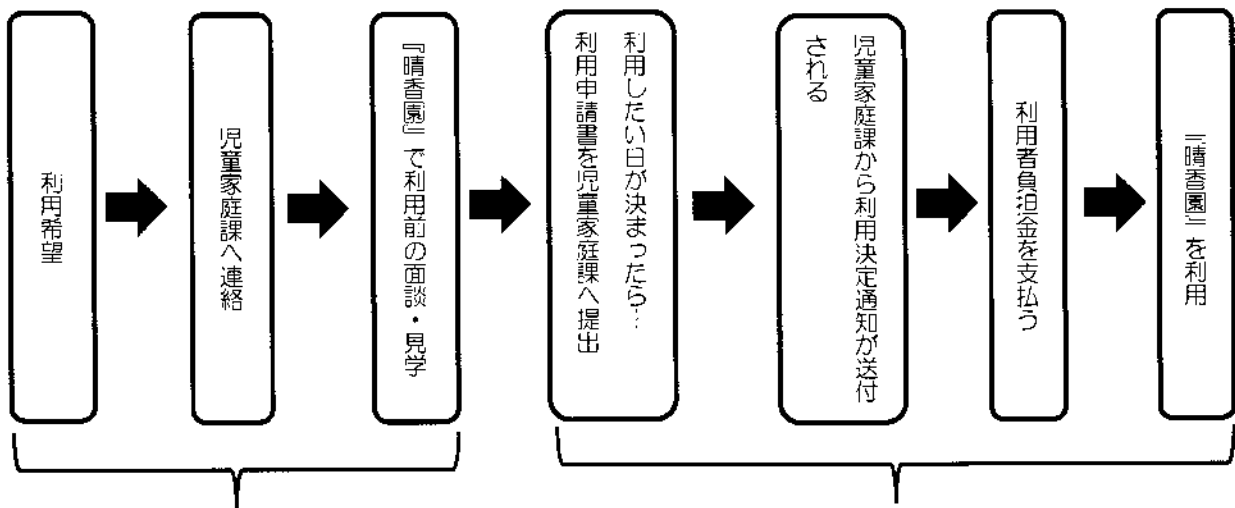 利用希望
児童家庭課へ連絡
『晴香園』で利用前の面談・見学
利用したい日が決まったら…
利用申請書を児童家庭課へ提出
児童家庭課から利用決定通知が送付
される
利用者負担金を支払う
『晴香園』を利用